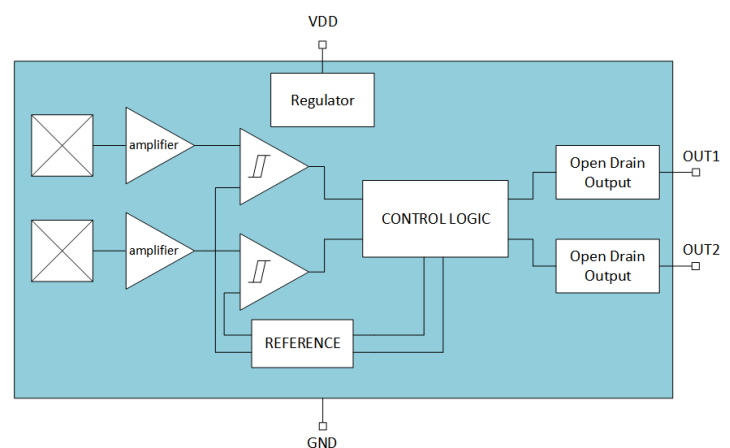 VDD
Regulator
amplifier
Open Drain
Output
OUT1
CONTROL LOGIC
amplifier
Open Drain
Output
OUT2
REFERENCE
GND